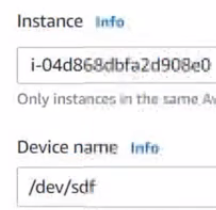 Instance Info
i-04d868dbfa2d908e0
Only instances in the same Av
Device name Info
/dev/sdf